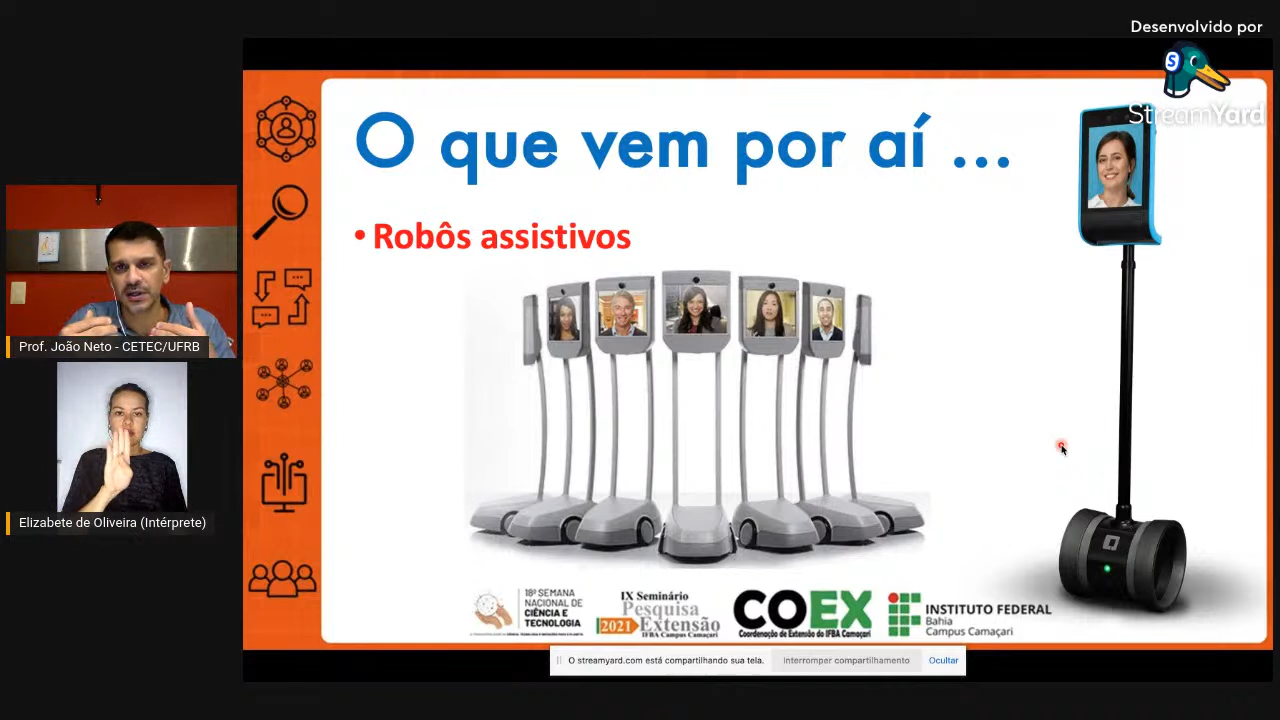 Desenvolvido por
StreamYard
O que vem por aí ...
• Robôs assistivos
Prof. João Neto - CETEC/UFRB
Elizabete de Oliveira (Intérprete)
18ª SEMANA
NACIONAL DE
CIÊNCIA E
TECNOLOGIA
IX Seminário
Pesquisa
2021 Extensão
IFBA Campus Camaçari
COEX
Coordenação de Extensão do IFBA Camaçari
INSTITUTO FEDERAL
Bahia
Campus Camaçari
O streamyard.com está compartilhando sua tela.
Interromper compartilhamento
Ocultar